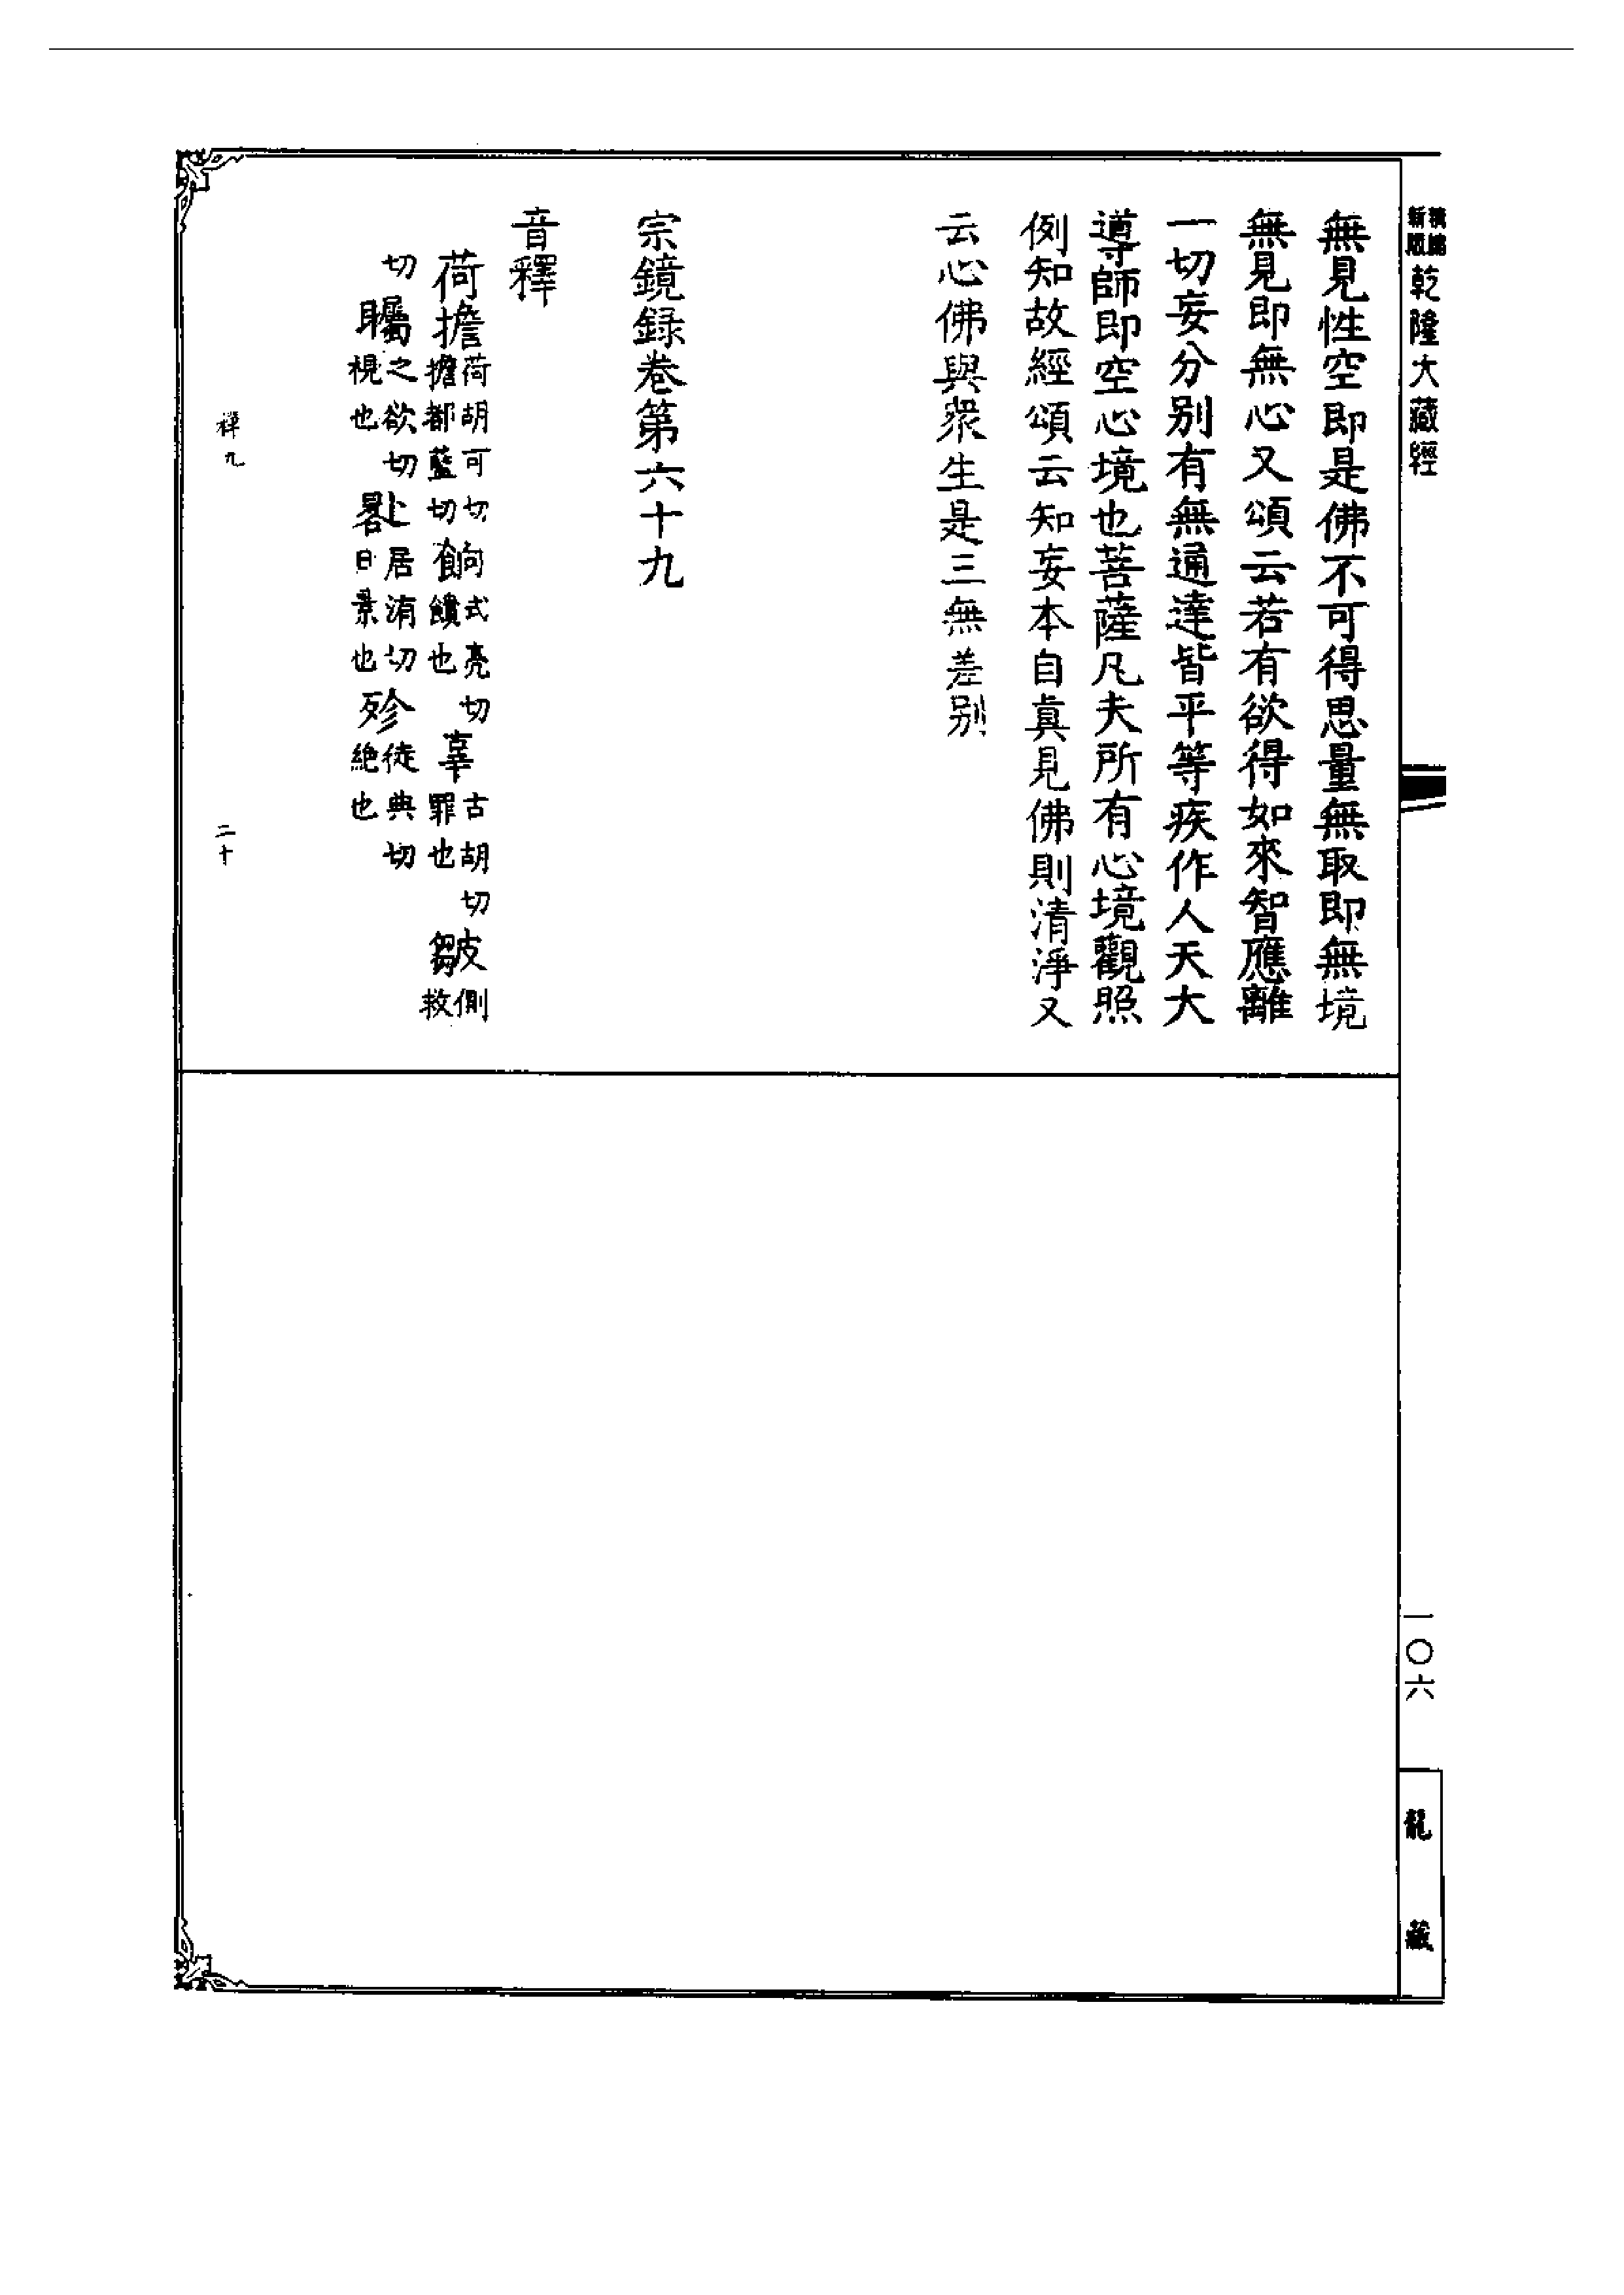 新版精編乾隆大藏經
一〇六
龍藏
無見性空即是佛不可得思量無取即無境
無見即無心又頌云若有欲得如來智應離
一切妄分別有無通達皆平等疾作人天大
導師即空心境也菩薩凡夫所有心境觀照
例知故經頌云知妄本自真見佛則清淨又
云心佛與眾生是三無差別
宗鏡録卷第六十九
音釋
荷擔荷胡可切擔都藍切餉式亮切饋也辜古胡切罪也皺側救
切矚之欲切視也晷居洧切日景也殄徒典切絶也
禪九
二十